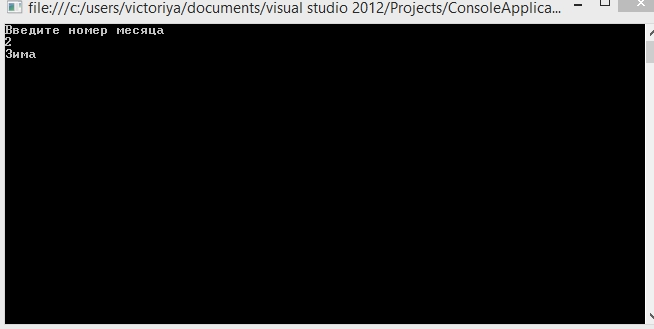 file:///c:/users/victoriya/documents/visual studio 2012/Projects/ConsoleApplica...
Введите номер месяца
2
Зима